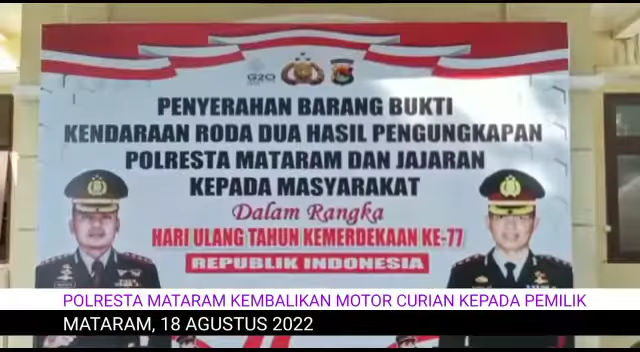 G20
PENYERAHAN BARANG BUKTI
KENDARAAN RODA DUA HASIL PENGUNGKAPAN
POLRESTA MATARAM DAN JAJARAN
KEPADA MASYARAKAT
Dalam Rangka
HARI ULANG TAHUN KEMERDEKAAN KE-77
REPUBLIK INDONESIA
POLRESTA MATARAM KEMBALIKAN MOTOR CURIAN KEPADA PEMILIK
MATARAM, 18 AGUSTUS 2022